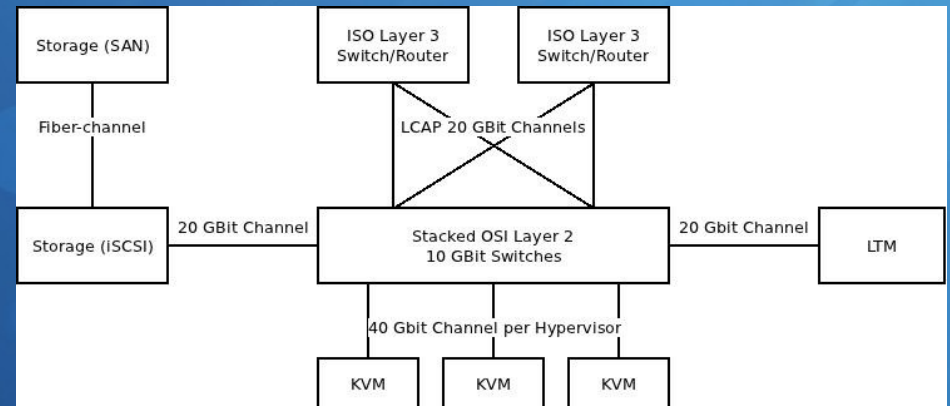 Storage (SAN)
ISO Layer 3
Switch/Router
ISO Layer 3
Switch/Router
Fiber-channel
LCAP 20 GBit Channels
Storage (iSCSI)
20 GBit Channel
Stacked OSI Layer 2
10 GBit Switches
20 Gbit Channel
LTM
40 Gbit Channel per Hypervisor
KVM
KVM
KVM